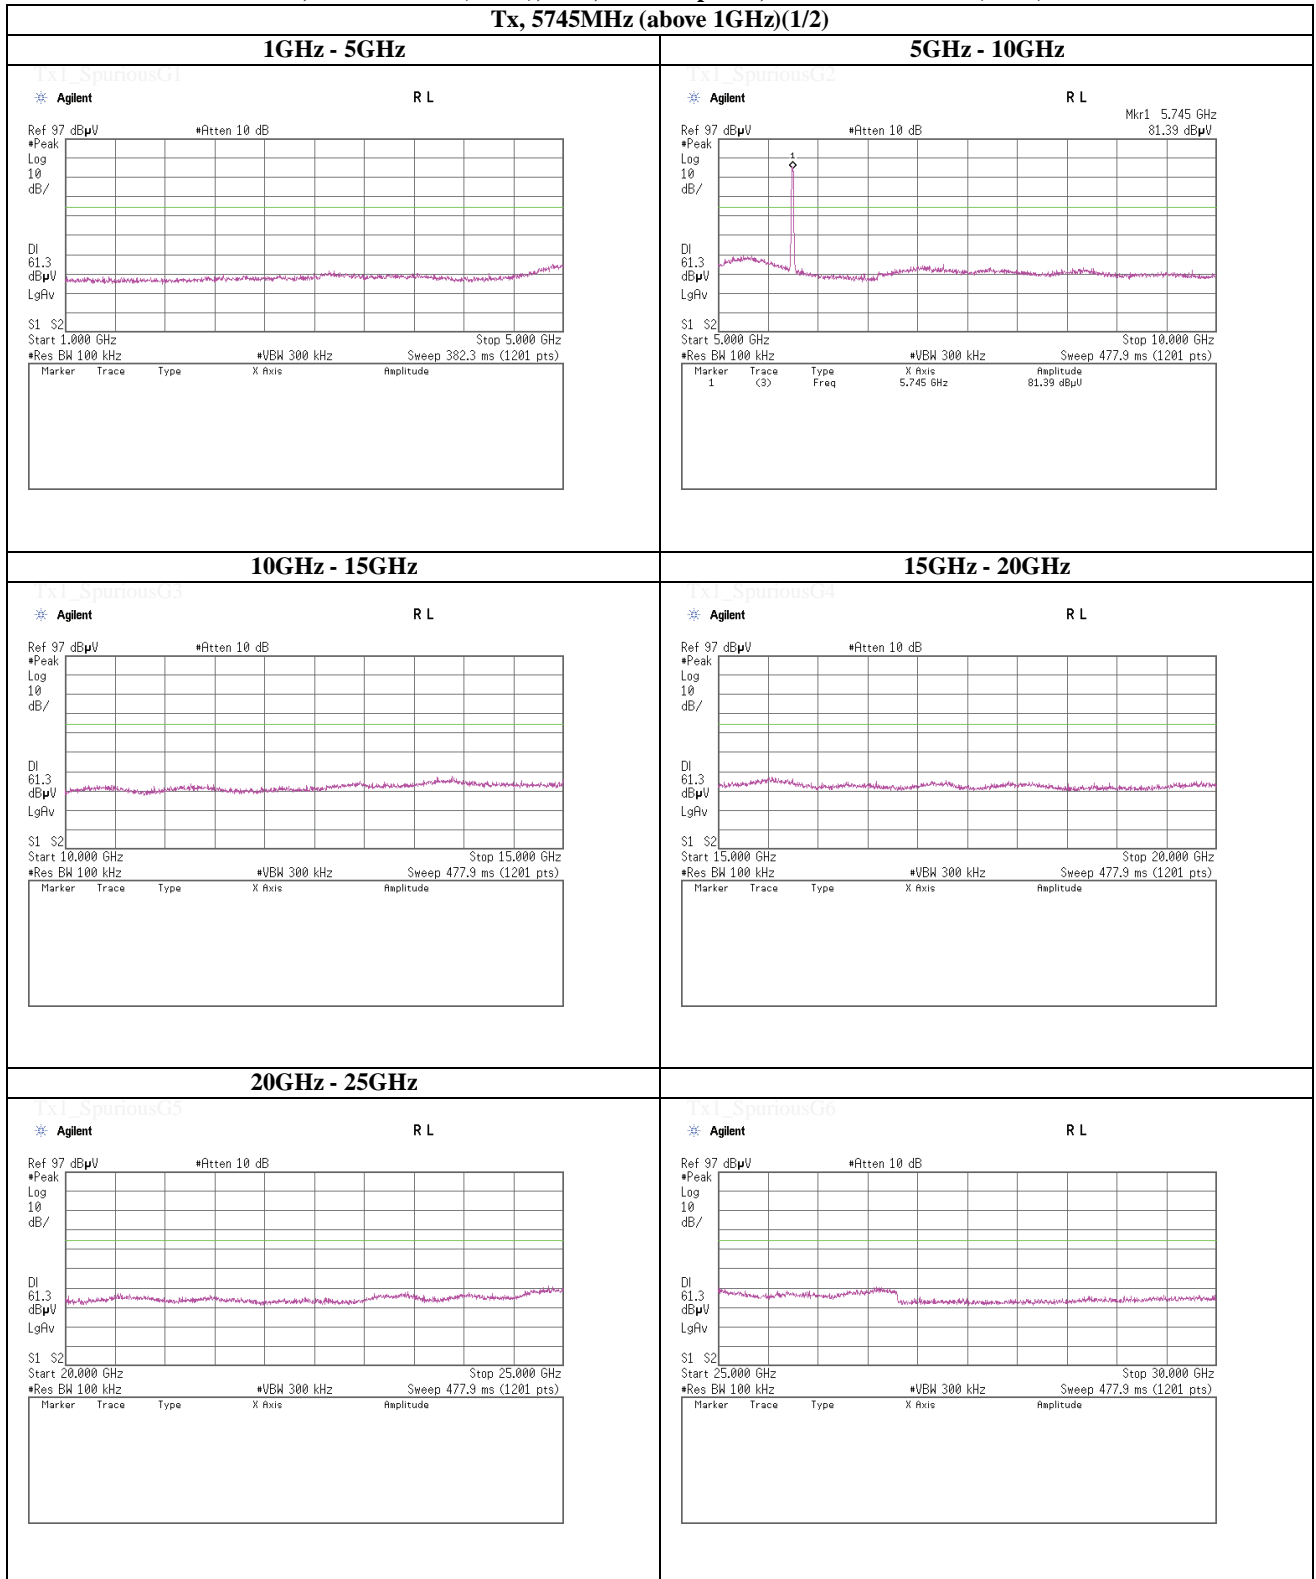 Tx, 5745MHz (above 1GHz)(1/2)
1GHz - 5GHz
Tx1_SpuriousG1
Agilent R L
Ref 97 dBµV #Atten 10 dB
#Peak
Log
10
dB/
DI
61.3
dBµV
LgAv
S1 S2
Start 1.000 GHz Stop 5.000 GHz
#Res BW 100 kHz #VBW 300 kHz Sweep 382.3 ms (1201 pts)
Marker Trace Type X Axis Amplitude
5GHz - 10GHz
Tx1_SpuriousG2
Agilent R L
Mkr1 5.745 GHz
Ref 97 dBµV #Atten 10 dB 81.39 dBµV
#Peak
Log
10
dB/
1
DI
61.3
dBµV
LgAv
S1 S2
Start 5.000 GHz Stop 10.000 GHz
#Res BW 100 kHz #VBW 300 kHz Sweep 477.9 ms (1201 pts)
Marker Trace Type X Axis Amplitude
1 (3) Freq 5.745 GHz 81.39 dBµV
10GHz - 15GHz
Tx1_SpuriousG3
Agilent R L
Ref 97 dBµV #Atten 10 dB
#Peak
Log
10
dB/
DI
61.3
dBµV
LgAv
S1 S2
Start 10.000 GHz Stop 15.000 GHz
#Res BW 100 kHz #VBW 300 kHz Sweep 477.9 ms (1201 pts)
Marker Trace Type X Axis Amplitude
15GHz - 20GHz
Tx1_SpuriousG4
Agilent R L
Ref 97 dBµV #Atten 10 dB
#Peak
Log
10
dB/
DI
61.3
dBµV
LgAv
S1 S2
Start 15.000 GHz Stop 20.000 GHz
#Res BW 100 kHz #VBW 300 kHz Sweep 477.9 ms (1201 pts)
Marker Trace Type X Axis Amplitude
20GHz - 25GHz
Tx1_SpuriousG5
Agilent R L
Ref 97 dBµV #Atten 10 dB
#Peak
Log
10
dB/
DI
61.3
dBµV
LgAv
S1 S2
Start 20.000 GHz Stop 25.000 GHz
#Res BW 100 kHz #VBW 300 kHz Sweep 477.9 ms (1201 pts)
Marker Trace Type X Axis Amplitude
Tx1_SpuriousG6
Agilent R L
Ref 97 dBµV #Atten 10 dB
#Peak
Log
10
dB/
DI
61.3
dBµV
LgAv
S1 S2
Start 25.000 GHz Stop 30.000 GHz
#Res BW 100 kHz #VBW 300 kHz Sweep 477.9 ms (1201 pts)
Marker Trace Type X Axis Amplitude